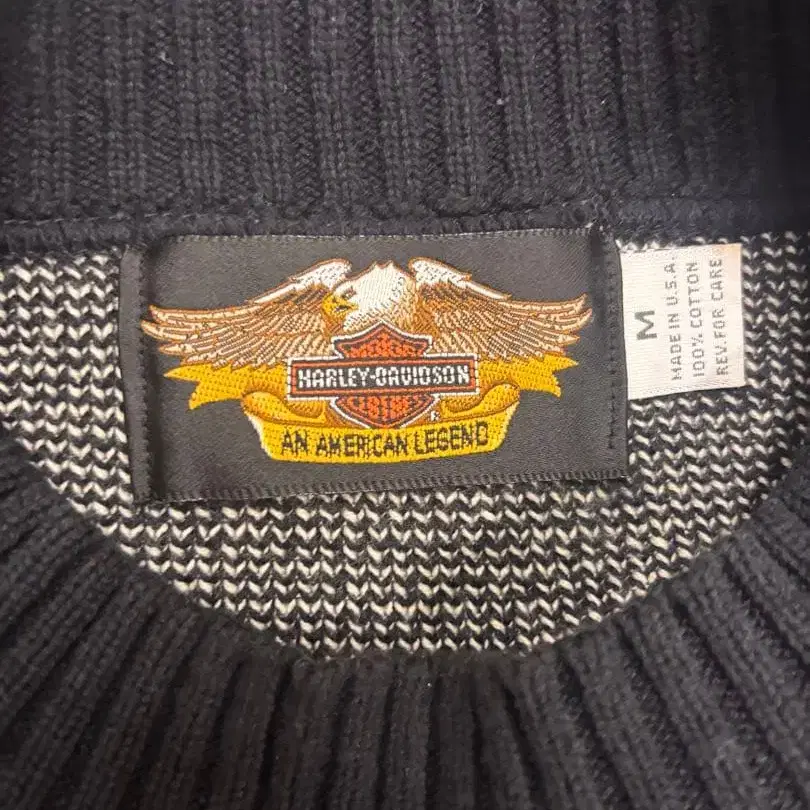 HARLEY-DAVIDSON
AN AMERICAN LEGEND
M
MADE IN U.S.A.
100% COTTON
REV. FOR CARE